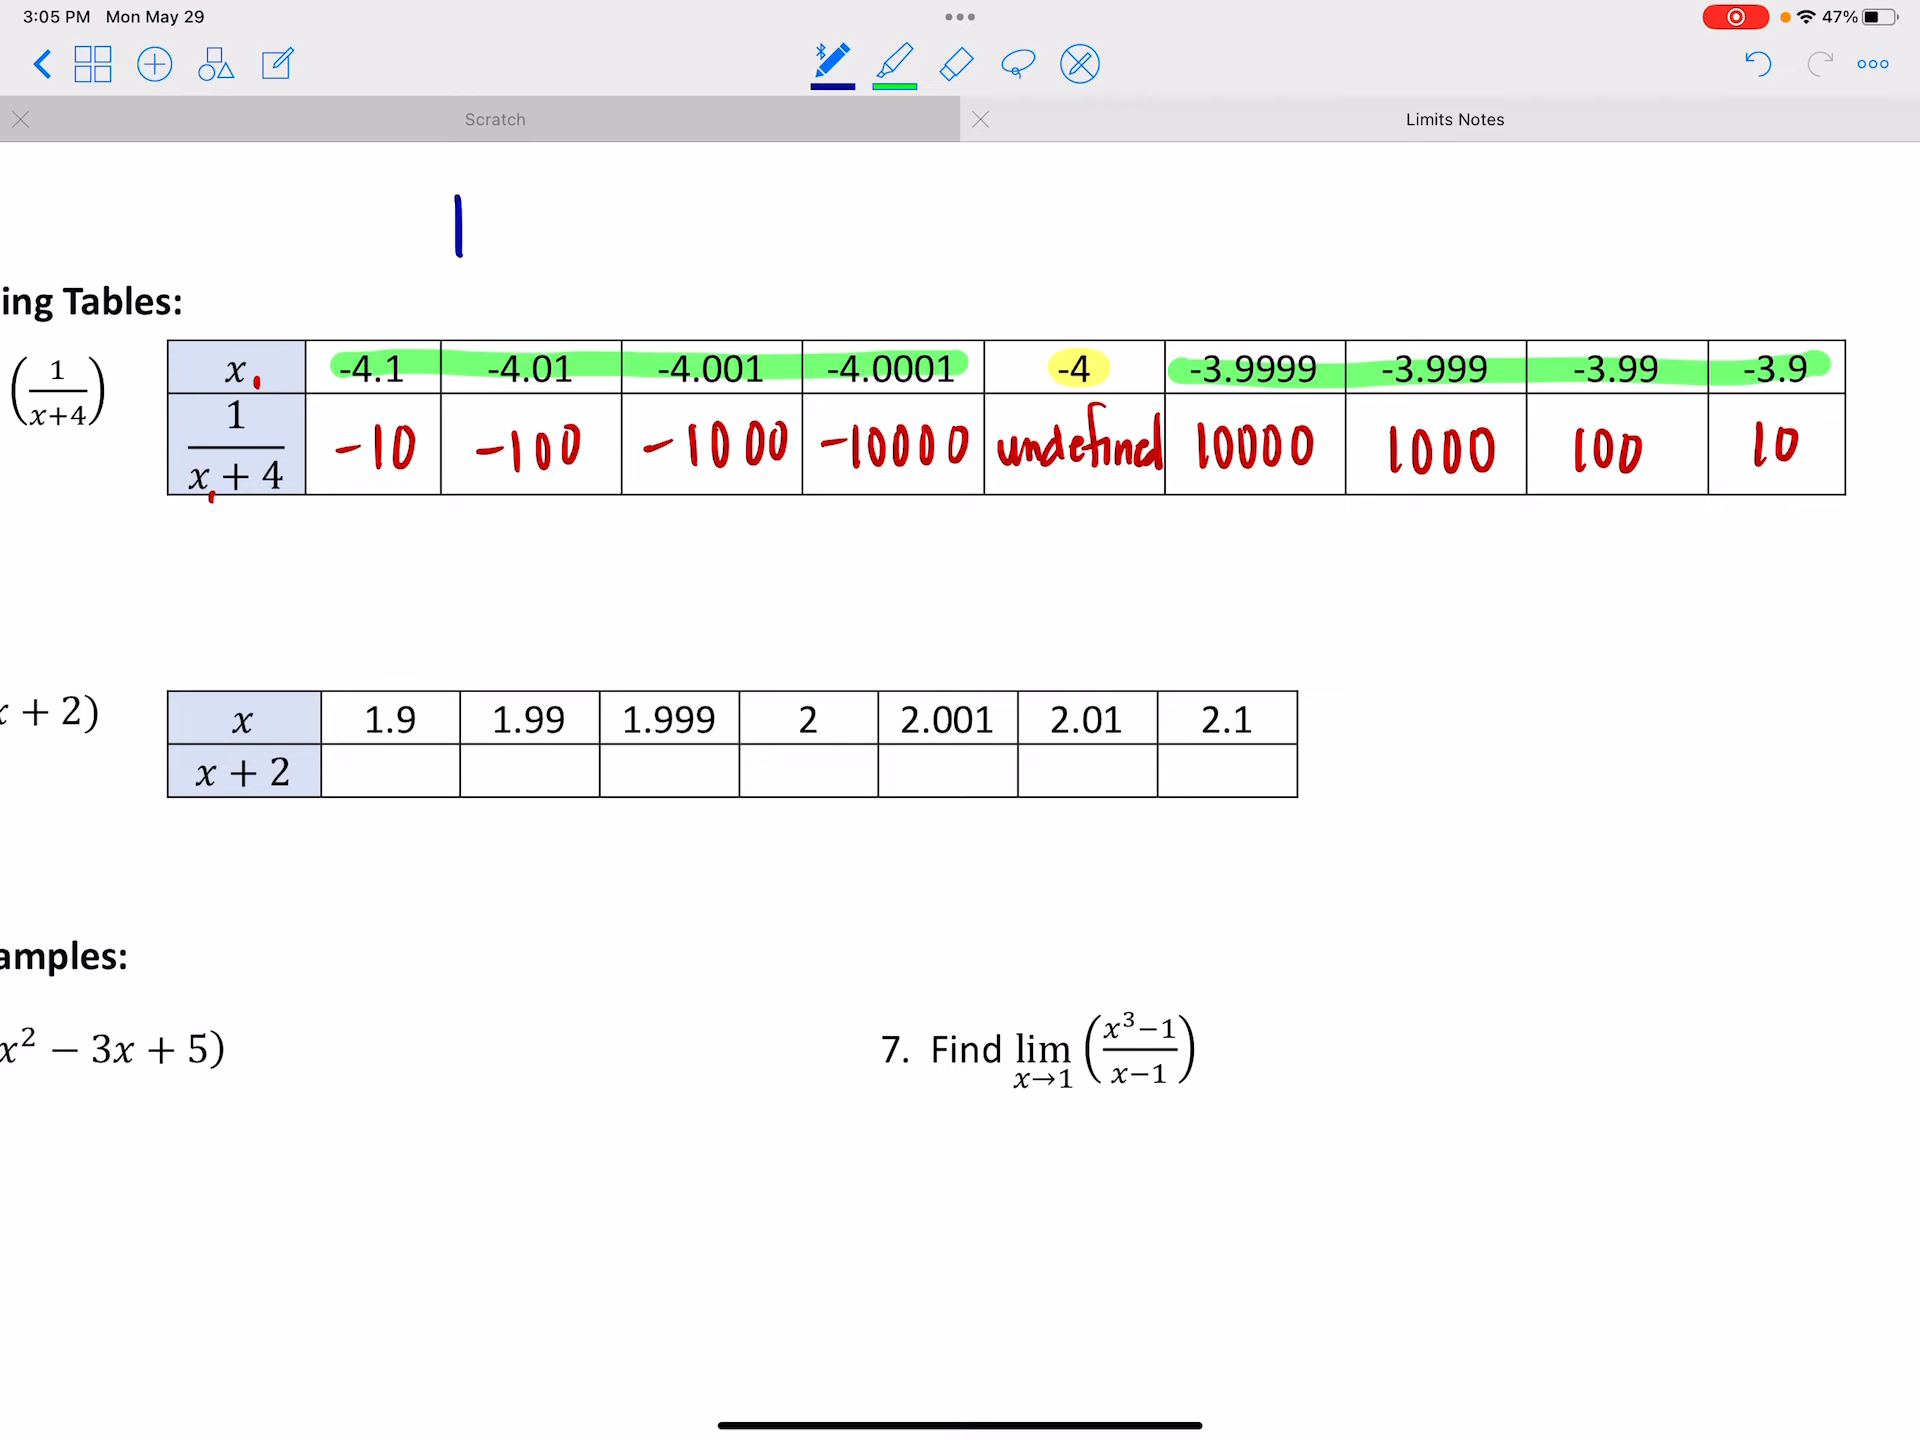 3:05 PM Mon May 29
47%
Scratch
Limits Notes
ing Tables:
(1/(x+4))
x -4.1 -4.01 -4.001 -4.0001 -4 -3.9999 -3.999 -3.99 -3.9
1/(x + 4) -10 -100 -1000 -10000 undefined 10000 1000 100 10
x + 2)
x 1.9 1.99 1.999 2 2.001 2.01 2.1
x + 2
amples:
x² − 3x + 5)
7. Find lim x→1 ((x³−1)/(x−1))